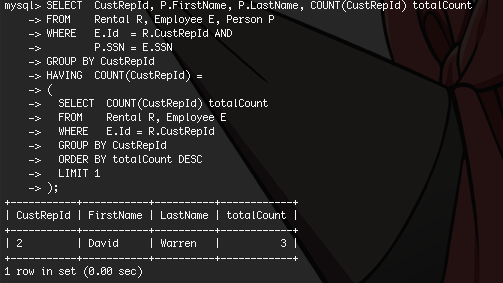 mysql> SELECT  CustRepId, P.FirstName, P.LastName, COUNT(CustRepId) totalCount
    -> FROM    Rental R, Employee E, Person P
    -> WHERE   E.Id  = R.CustRepId AND
    ->         P.SSN = E.SSN
    -> GROUP BY CustRepId
    -> HAVING  COUNT(CustRepId) =
    -> (
    ->   SELECT  COUNT(CustRepId) totalCount
    ->   FROM    Rental R, Employee E
    ->   WHERE   E.Id = R.CustRepId
    ->   GROUP BY CustRepId
    ->   ORDER BY totalCount DESC
    ->   LIMIT 1
    -> );
+-----------+-----------+----------+------------+
| CustRepId | FirstName | LastName | totalCount |
+-----------+-----------+----------+------------+
| 2         | David     | Warren   |          3 |
+-----------+-----------+----------+------------+
1 row in set (0.00 sec)